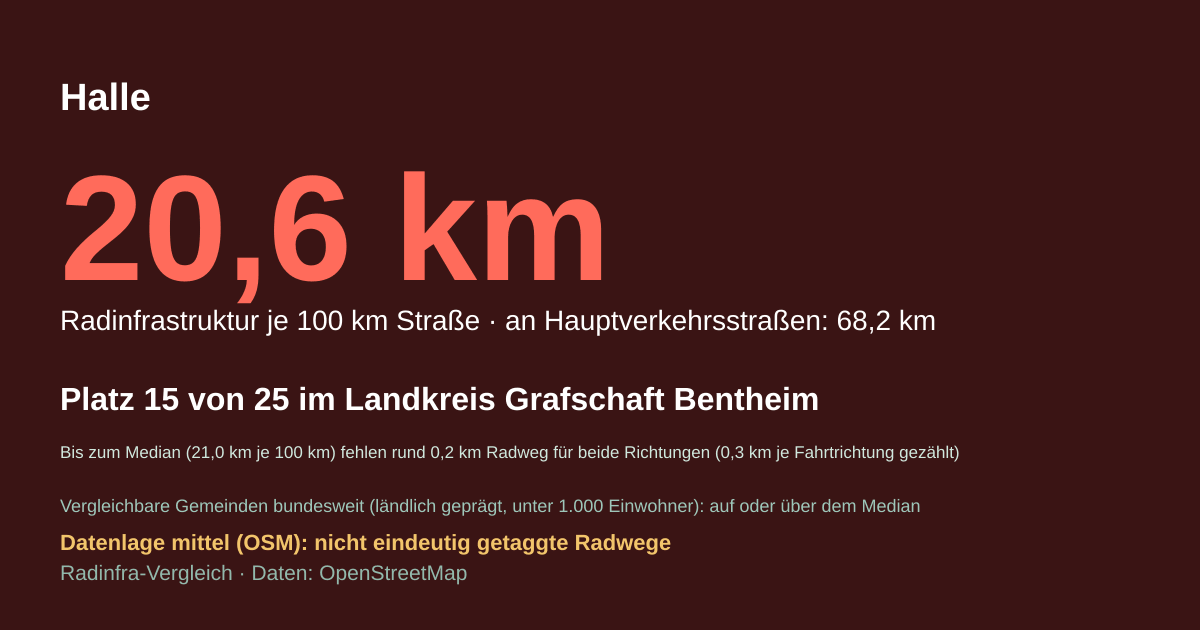 Halle
20,6 km
Radinfrastruktur je 100 km Straße · an Hauptverkehrsstraßen: 68,2 km
Platz 15 von 25 im Landkreis Grafschaft Bentheim
Bis zum Median (21,0 km je 100 km) fehlen rund 0,2 km Radweg für beide Richtungen (0,3 km je Fahrtrichtung gezählt)
Vergleichbare Gemeinden bundesweit (ländlich geprägt, unter 1.000 Einwohner): auf oder über dem Median
Datenlage mittel (OSM): nicht eindeutig getaggte Radwege
Radinfra-Vergleich · Daten: OpenStreetMap